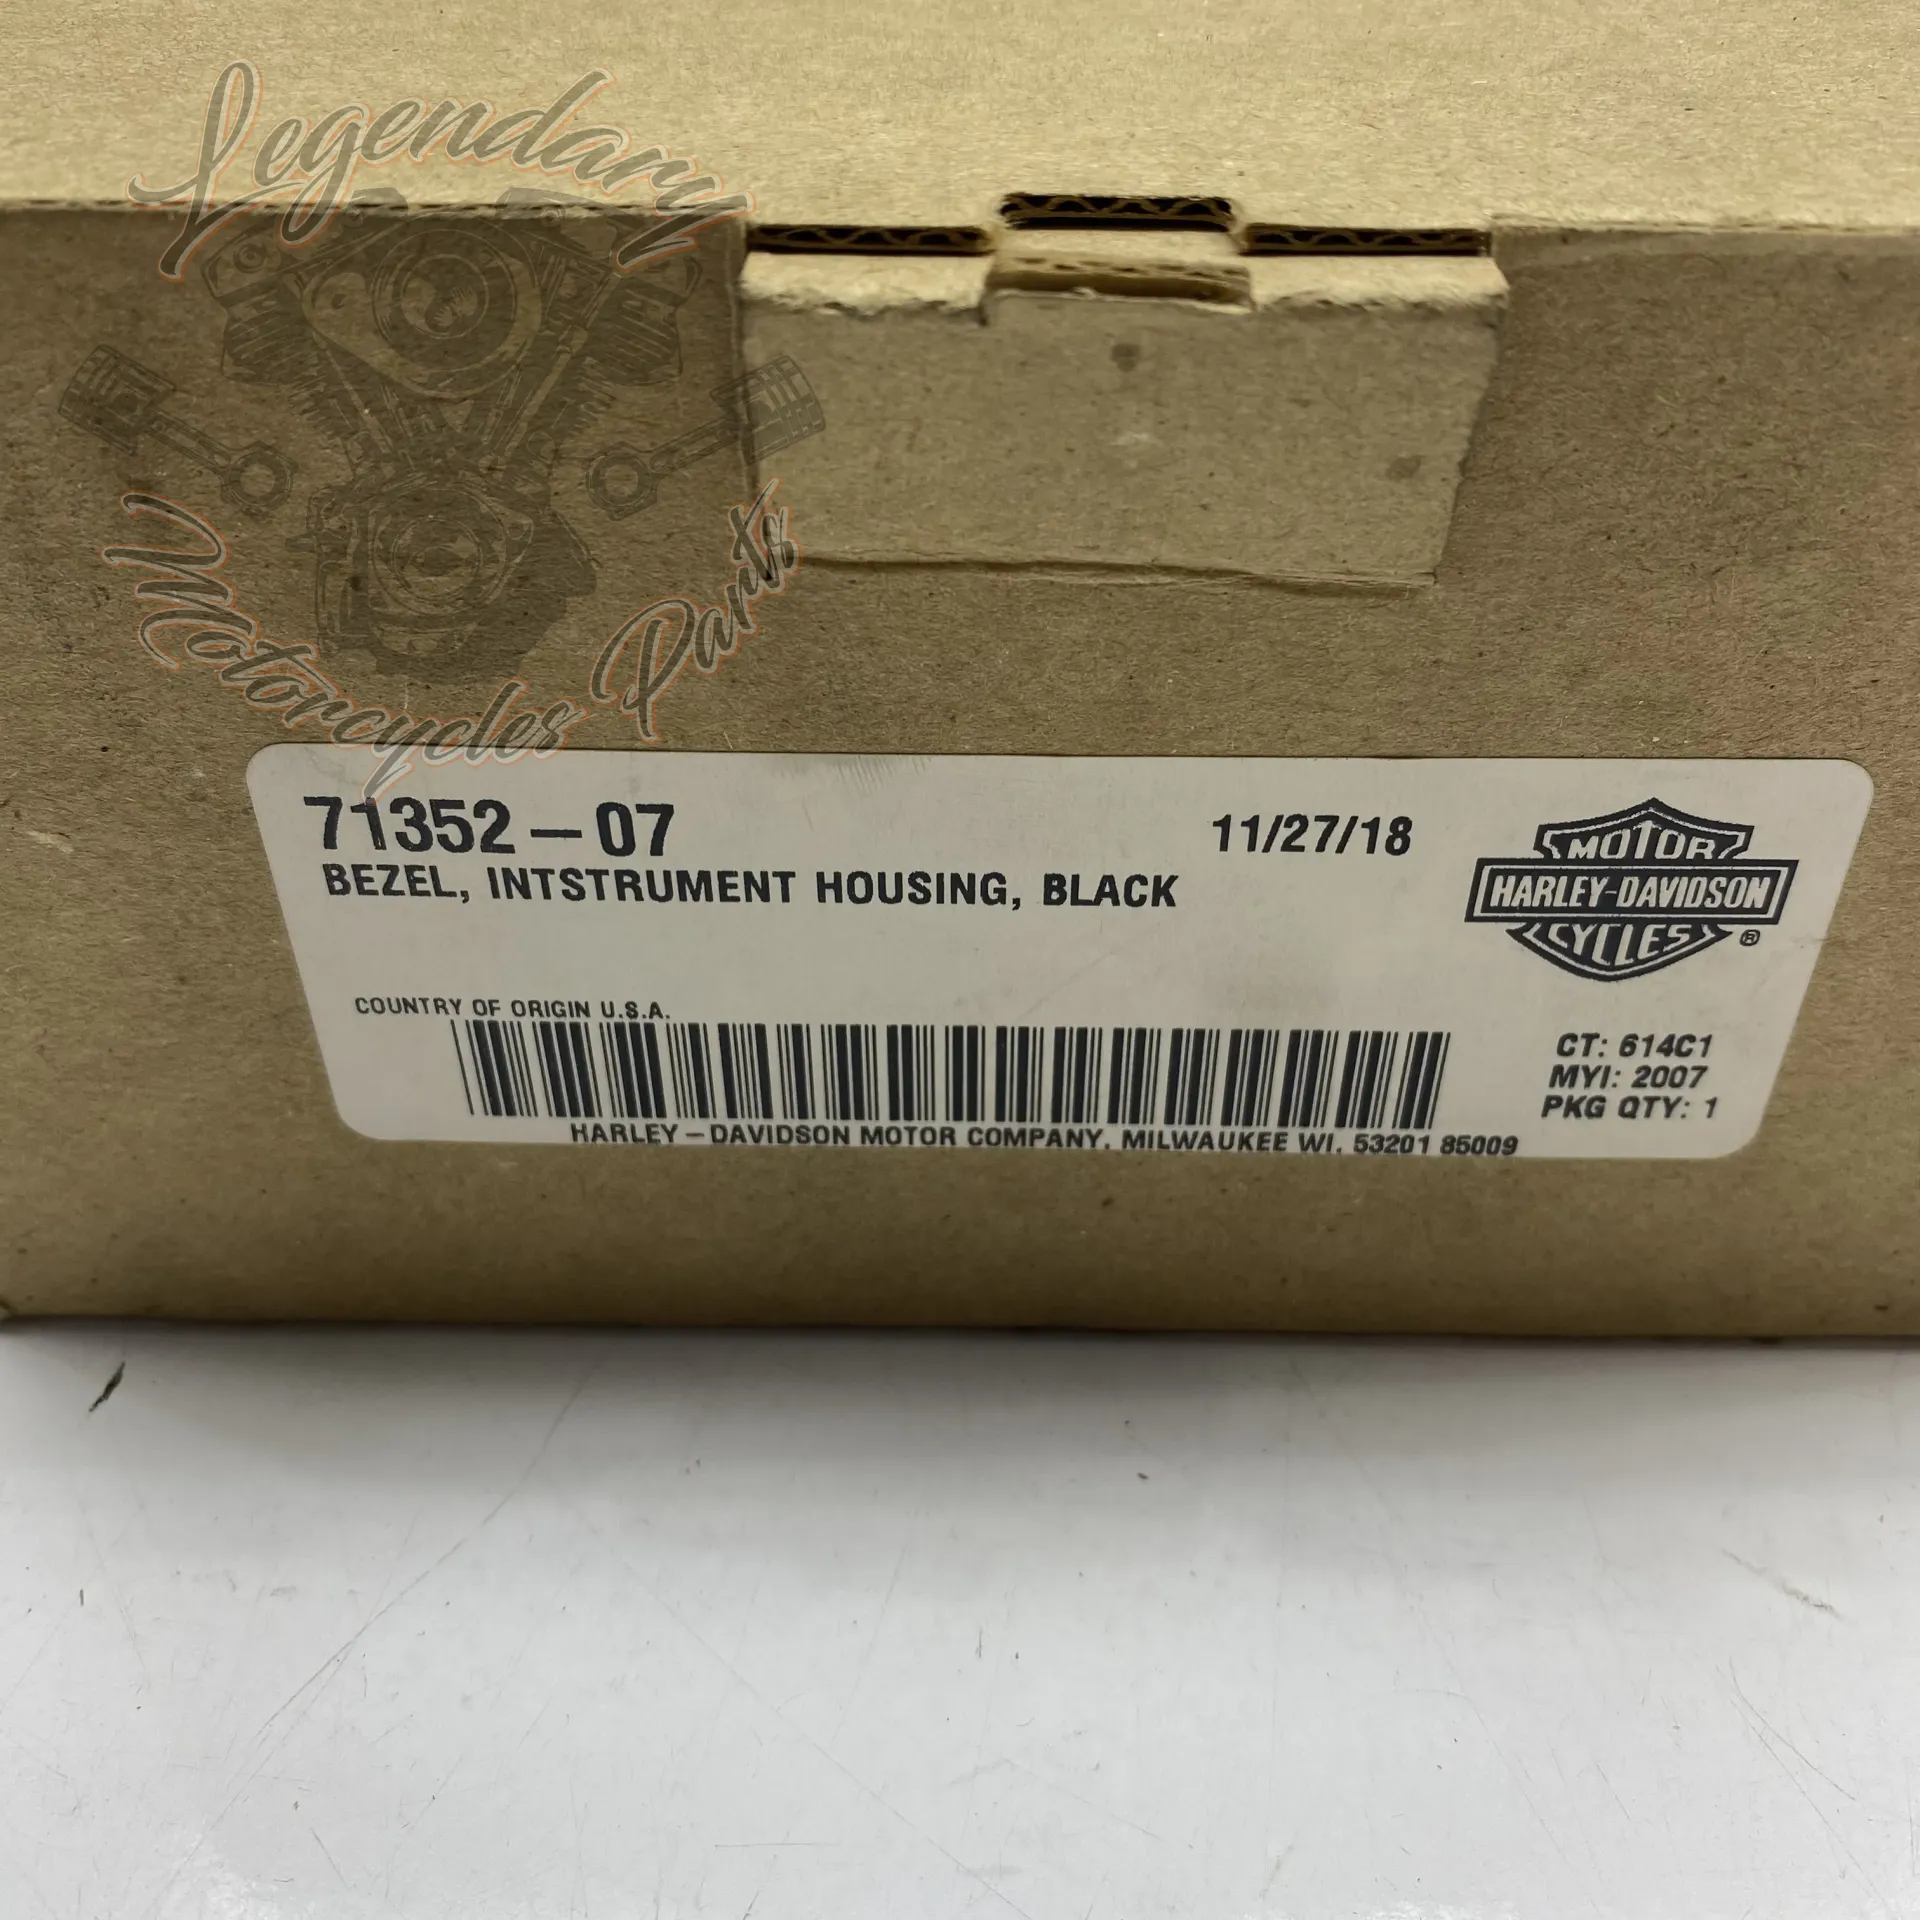 Legendary
Motorcycles Parts
71352-07
11/27/18
BEZEL, INTSTRUMENT HOUSING, BLACK
MOTOR
HARLEY-DAVIDSON
CYCLES
®
COUNTRY OF ORIGIN U.S.A.
CT: 614C1
MYI: 2007
PKG QTY: 1
HARLEY-DAVIDSON MOTOR COMPANY. MILWAUKEE WI. 53201 85009